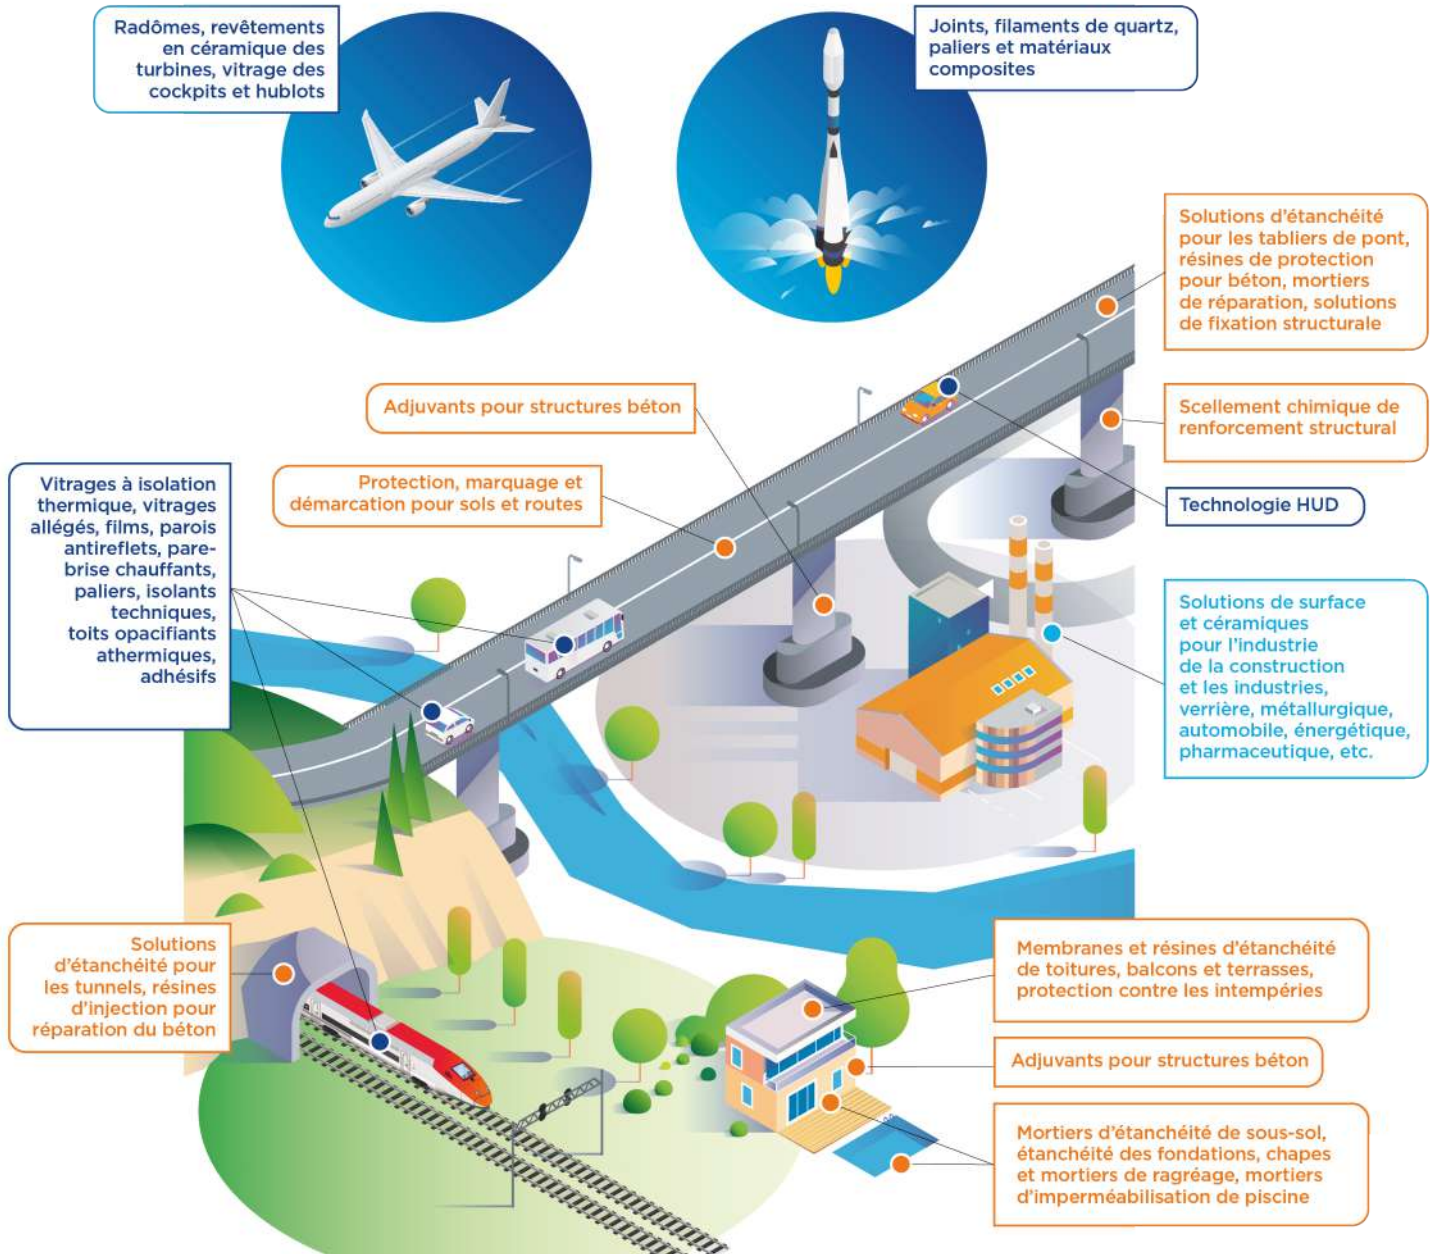 Radômes, revêtements
en céramique des
turbines, vitrage des
cockpits et hublots
Joints, filaments de quartz,
paliers et matériaux
composites
Solutions d'étanchéité
pour les tabliers de pont,
résines de protection
pour béton, mortiers
de réparation, solutions
de fixation structurale
Adjuvants pour structures béton
Scellement chimique de
renforcement structural
Protection, marquage et
démarcation pour sols et routes
Technologie HUD
Vitrages à isolation
thermique, vitrages
allégés, films, parois
antireflets, pare-
brise chauffants,
paliers, isolants
techniques,
toits opacifiants
athermiques,
adhésifs
Solutions de surface
et céramiques
pour l'industrie
de la construction
et les industries,
verrière, métallurgique,
automobile, énergétique,
pharmaceutique, etc.
Solutions
d'étanchéité pour
les tunnels, résines
d'injection pour
réparation du béton
Membranes et résines d'étanchéité
de toitures, balcons et terrasses,
protection contre les intempéries
Adjuvants pour structures béton
Mortiers d'étanchéité de sous-sol,
étanchéité des fondations, chapes
et mortiers de ragréage, mortiers
d'imperméabilisation de piscine